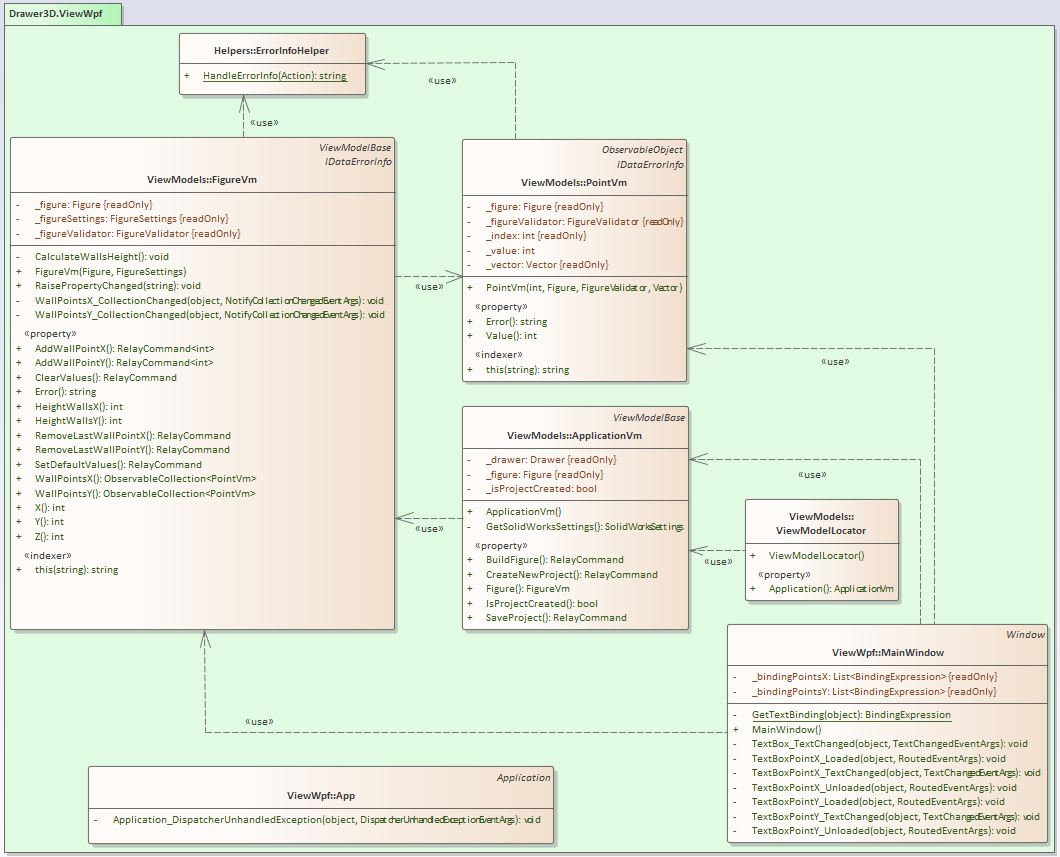 Drawer3D.ViewWpf
Helpers::ErrorInfoHelper
+ HandleErrorInfo(Action): string
«use»
«use»
ViewModelBase
IDataErrorInfo
ViewModels::FigureVm
- _figure: Figure {readOnly}
- _figureSettings: FigureSettings {readOnly}
- _figureValidator: FigureValidator {readOnly}
- CalculateWallsHeight(): void
+ FigureVm(Figure, FigureSettings)
+ RaisePropertyChanged(string): void
- WallPointsX_CollectionChanged(object, NotifyCollectionChangedEventArgs): void
- WallPointsY_CollectionChanged(object, NotifyCollectionChangedEventArgs): void
«property»
+ AddWallPointX(): RelayCommand<int>
+ AddWallPointY(): RelayCommand<int>
+ ClearValues(): RelayCommand
+ Error(): string
+ HeightWallsX(): int
+ HeightWallsY(): int
+ RemoveLastWallPointX(): RelayCommand
+ RemoveLastWallPointY(): RelayCommand
+ SetDefaultValues(): RelayCommand
+ WallPointsX(): ObservableCollection<PointVm>
+ WallPointsY(): ObservableCollection<PointVm>
+ X(): int
+ Y(): int
+ Z(): int
«indexer»
+ this(string): string
«use»
ObservableObject
IDataErrorInfo
ViewModels::PointVm
- _figure: Figure {readOnly}
- _figureValidator: FigureValidator {readOnly}
- _index: int {readOnly}
- _value: int
- _vector: Vector {readOnly}
+ PointVm(int, Figure, FigureValidator, Vector)
«property»
+ Error(): string
+ Value(): int
«indexer»
+ this(string): string
«use»
ViewModelBase
ViewModels::ApplicationVm
- _drawer: Drawer {readOnly}
- _figure: Figure {readOnly}
- _isProjectCreated: bool
+ ApplicationVm()
- GetSolidWorksSettings(): SolidWorksSettings
«property»
+ BuildFigure(): RelayCommand
+ CreateNewProject(): RelayCommand
+ Figure(): FigureVm
+ IsProjectCreated(): bool
+ SaveProject(): RelayCommand
«use»
«use»
«use»
ViewModels::
ViewModelLocator
+ ViewModelLocator()
«property»
+ Application(): ApplicationVm
Window
ViewWpf::MainWindow
- _bindingPointsX: List<BindingExpression> {readOnly}
- _bindingPointsY: List<BindingExpression> {readOnly}
- GetTextBinding(object): BindingExpression
+ MainWindow()
- TextBox_TextChanged(object, TextChangedEventArgs): void
- TextBoxPointX_Loaded(object, RoutedEventArgs): void
- TextBoxPointX_TextChanged(object, TextChangedEventArgs): void
- TextBoxPointX_Unloaded(object, RoutedEventArgs): void
- TextBoxPointY_Loaded(object, RoutedEventArgs): void
- TextBoxPointY_TextChanged(object, TextChangedEventArgs): void
- TextBoxPointY_Unloaded(object, RoutedEventArgs): void
«use»
Application
ViewWpf::App
- Application_DispatcherUnhandledException(object, DispatcherUnhandledExceptionEventArgs): void